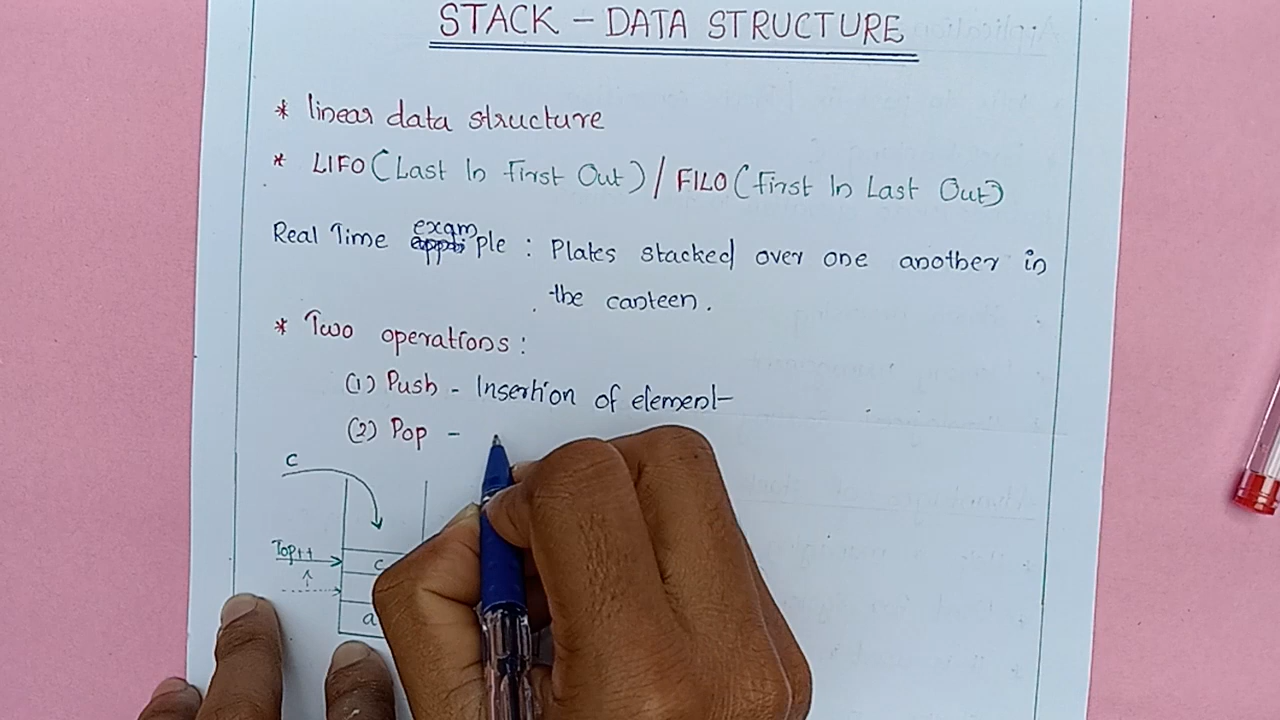 STACK - DATA STRUCTURE
* linear data structure
* LIFO (Last In First Out) / FILO (First In Last Out)
Real Time example : Plates stacked over one another in
the canteen.
* Two operations :
(1) Push - Insertion of element
(2) Pop -
C
Top++
c
a